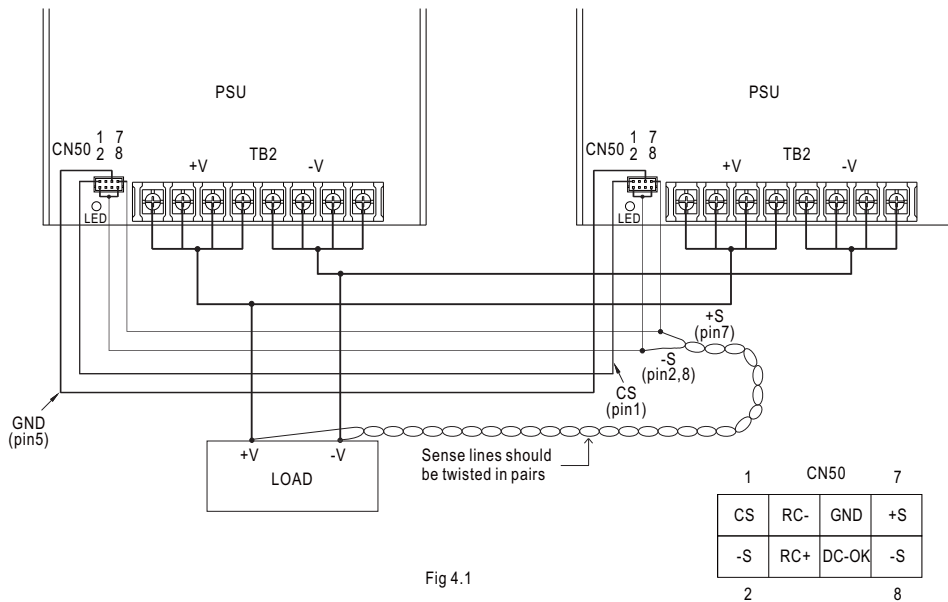 PSU
PSU
1 7
CN50 2 8
+V TB2 -V
LED
1 7
CN50 2 8
+V TB2 -V
LED
+S
(pin7)
-S
(pin2,8)
CS
(pin1)
GND
(pin5)
+V -V
LOAD
Sense lines should
be twisted in pairs
1 CN50 7
CS RC- GND +S
-S RC+ DC-OK -S
2 8
Fig 4.1